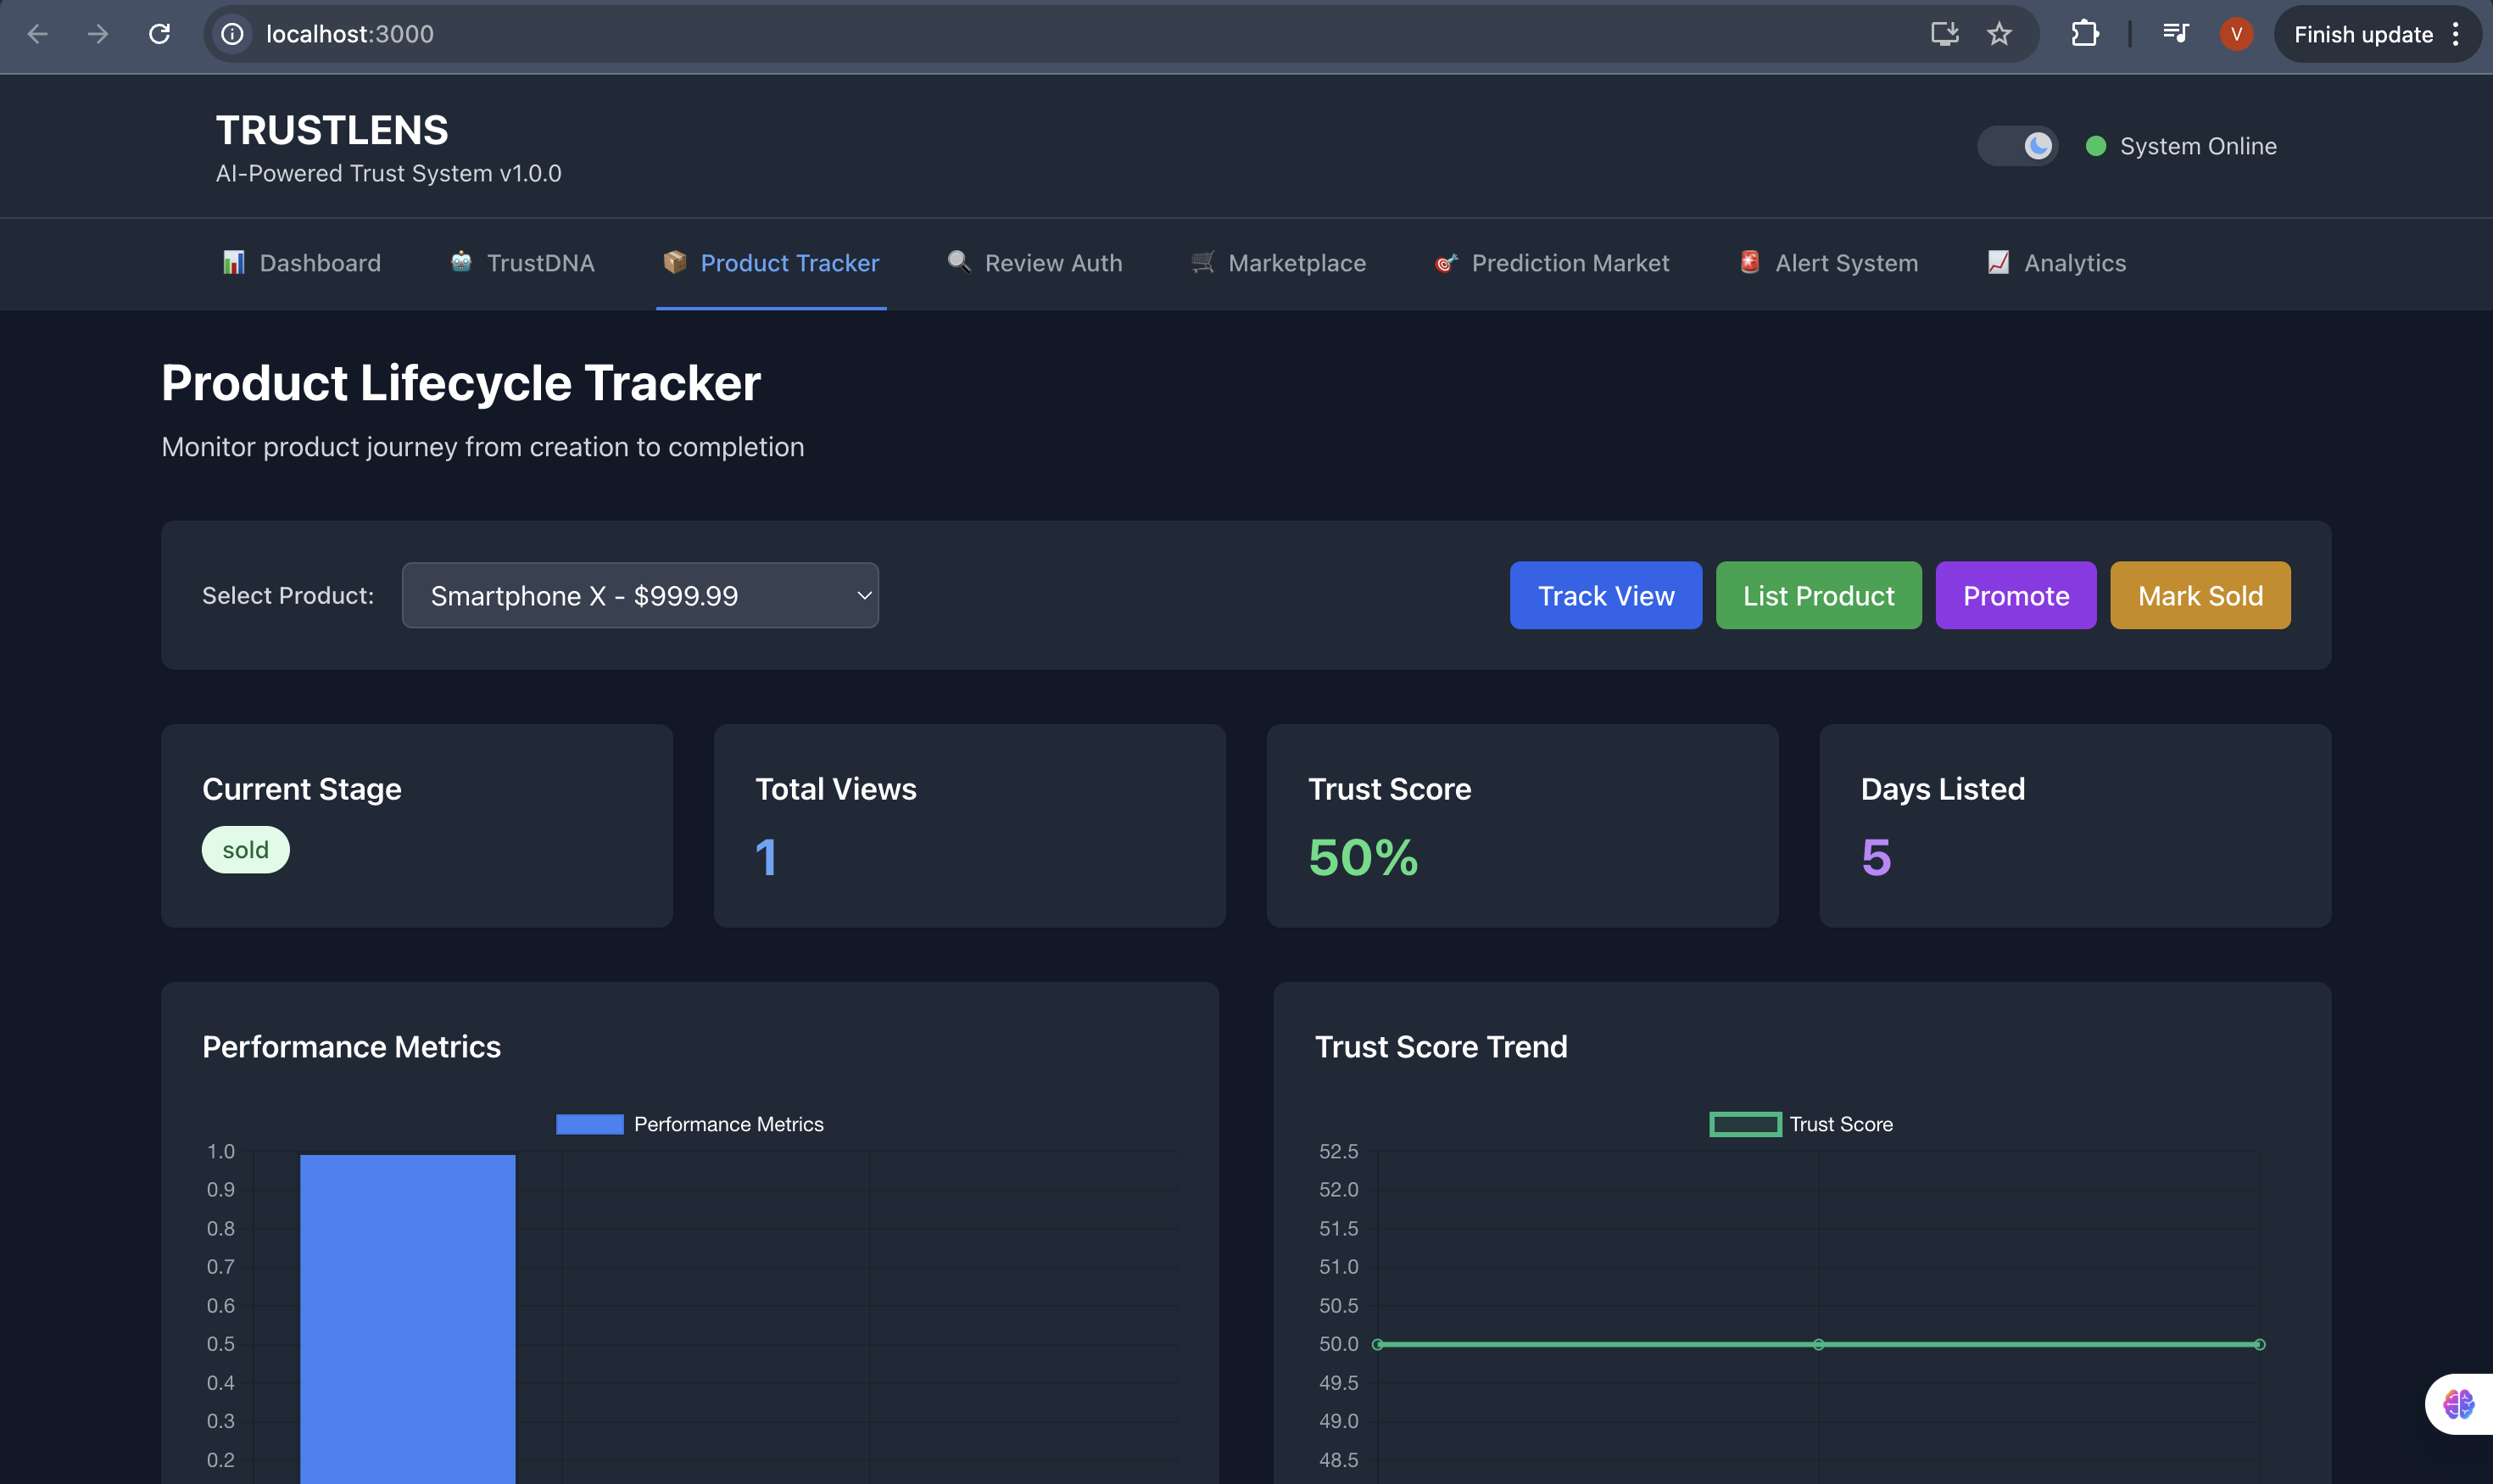 localhost:3000
V
Finish update
TRUSTLENS
AI-Powered Trust System v1.0.0
System Online
Dashboard
TrustDNA
Product Tracker
Review Auth
Marketplace
Prediction Market
Alert System
Analytics
Product Lifecycle Tracker
Monitor product journey from creation to completion
Select Product:
Smartphone X - $999.99
Track View
List Product
Promote
Mark Sold
Current Stage
sold
Total Views
1
Trust Score
50%
Days Listed
5
Performance Metrics
Performance Metrics
1.0
0.9
0.8
0.7
0.6
0.5
0.4
0.3
0.2
Trust Score Trend
Trust Score
52.5
52.0
51.5
51.0
50.5
50.0
49.5
49.0
48.5